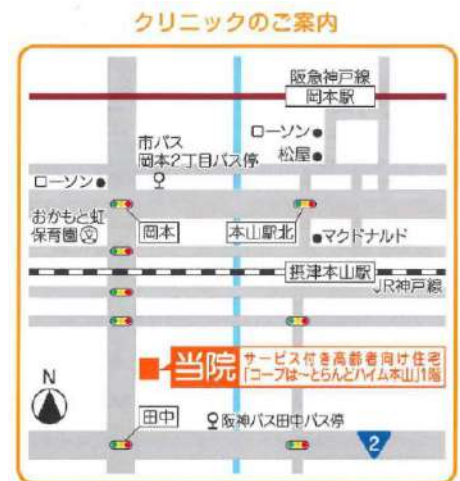 クリニックのご案内
阪急神戸線
岡本駅
市バス
岡本2丁目バス停
ローソン
松屋
ローソン
おかもと虹
保育園
岡本
本山駅北
マクドナルド
摂津本山駅
JR神戸線
当院
サービス付き高齢者向け住宅
「コープは～とらんどハイム本山」1階
N
田中
阪神バス田中バス停
2